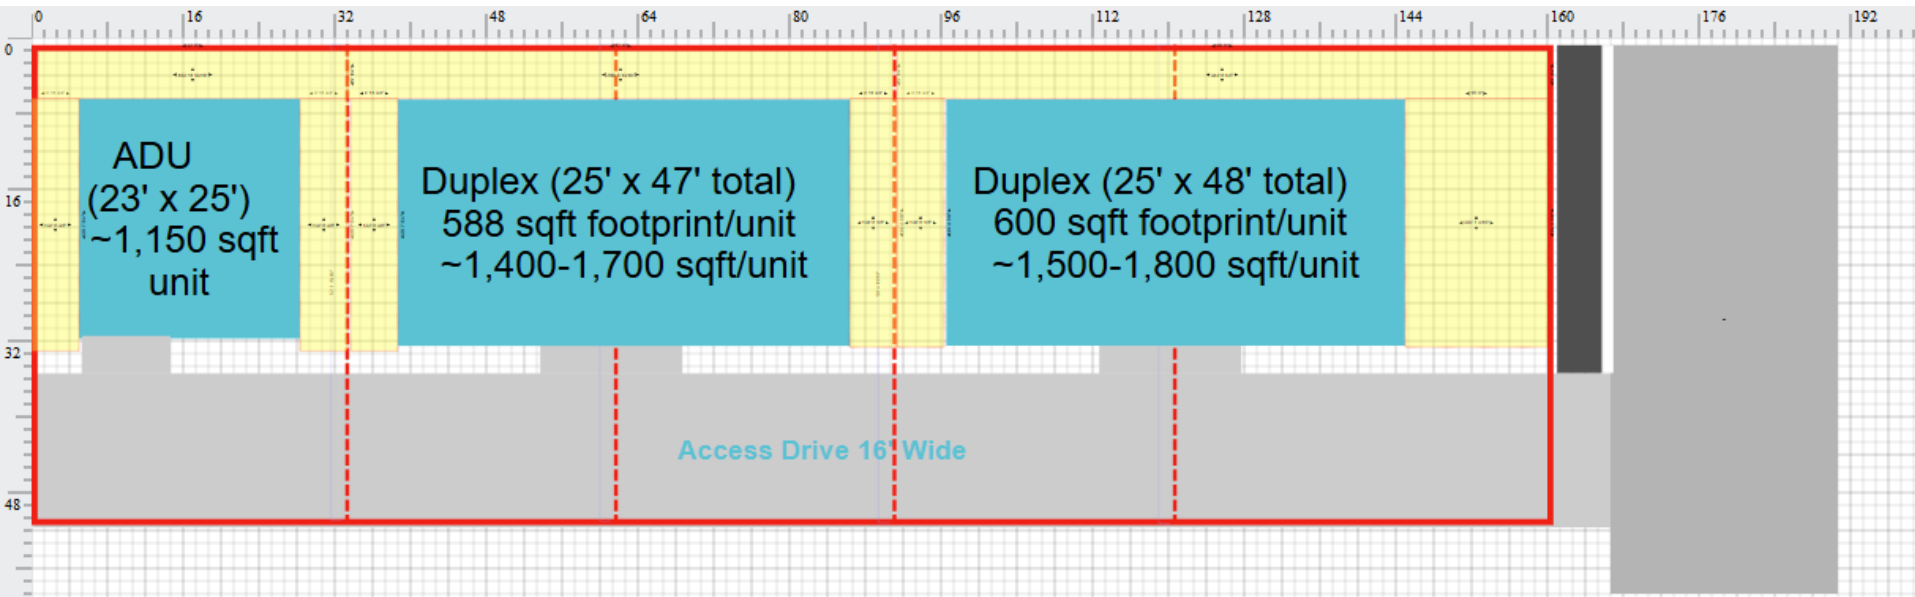 0 16 32 48 64 80 96 112 128 144 160 176 192
0
16
32
48
ADU
(23' x 25')
~1,150 sqft
unit
Duplex (25' x 47' total)
588 sqft footprint/unit
~1,400-1,700 sqft/unit
Duplex (25' x 48' total)
600 sqft footprint/unit
~1,500-1,800 sqft/unit
Access Drive 16' Wide